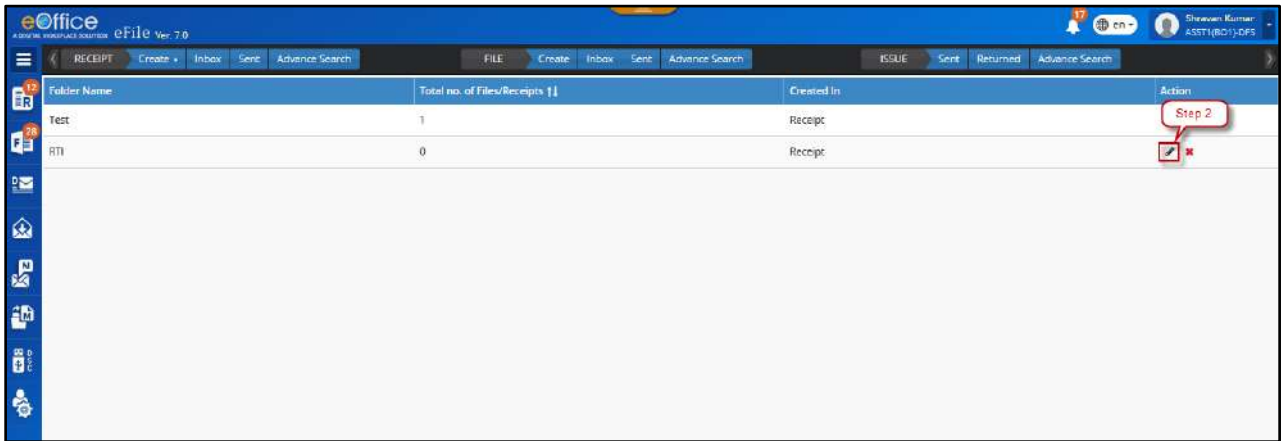 eOffice
A DIGITAL WORKPLACE SOLUTION eFile Ver. 7.0
17
en
Shravan Kumar
ASST1(BO1)-DFS
RECEIPT Create Inbox Sent Advance Search FILE Create Inbox Sent Advance Search ISSUE Sent Returned Advance Search
12
R
Folder Name Total no. of Files/Receipts Created In Action
Test 1 Receipt
Step 2
28
F
RTI 0 Receipt
D
N
M
DSC